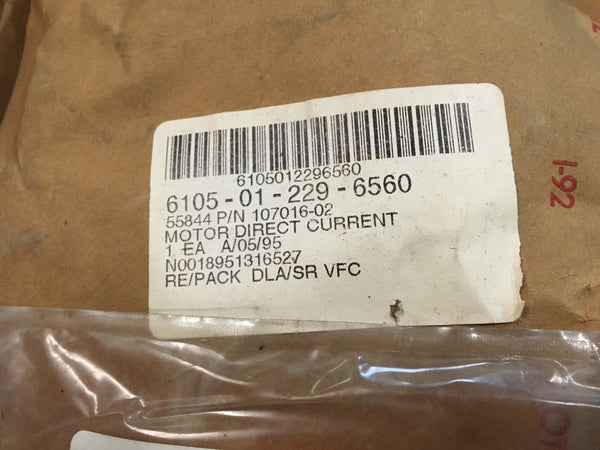 6105012296560
6105-01-229-6560
55844 P/N 107016-02
MOTOR DIRECT CURRENT
1 EA A/05/95
N0018951316527
RE/PACK DLA/SR VFC
1-92